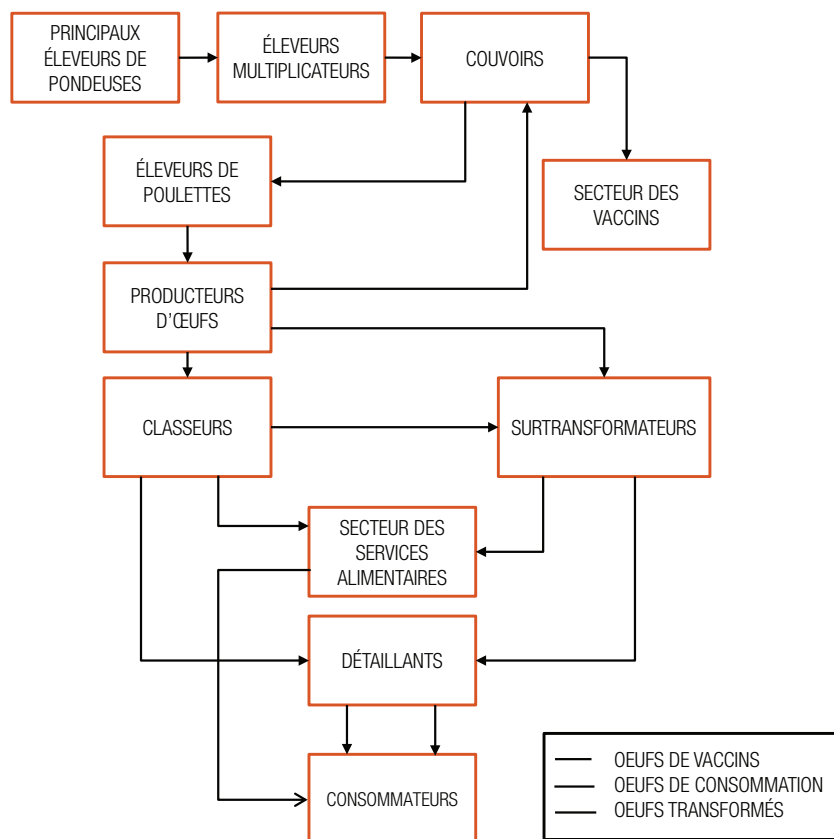 PRINCIPAUX
ÉLEVEURS DE
PONDEUSES
ÉLEVEURS
MULTIPLICATEURS
COUVOIRS
ÉLEVEURS DE
POULETTES
SECTEUR DES
VACCINS
PRODUCTEURS
D'ŒUFS
CLASSEURS
SURTRANSFORMATEURS
SECTEUR DES
SERVICES
ALIMENTAIRES
DÉTAILLANTS
CONSOMMATEURS
OEUFS DE VACCINS
OEUFS DE CONSOMMATION
OEUFS TRANSFORMÉS